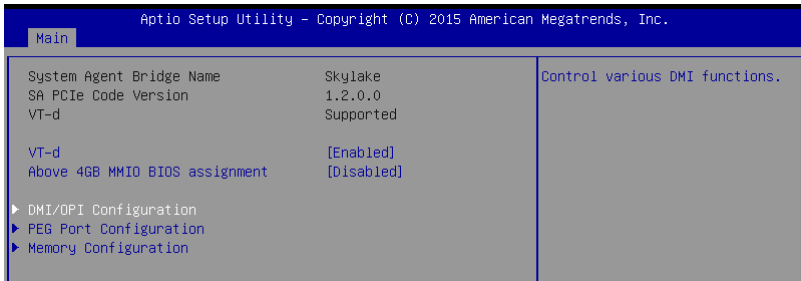 Aptio Setup Utility – Copyright (C) 2015 American Megatrends, Inc.
Main
System Agent Bridge Name Skylake
SA PCIe Code Version 1.2.0.0
VT-d Supported
VT-d [Enabled]
Above 4GB MMIO BIOS assignment [Disabled]
DMI/OPI Configuration
PEG Port Configuration
Memory Configuration
Control various DMI functions.